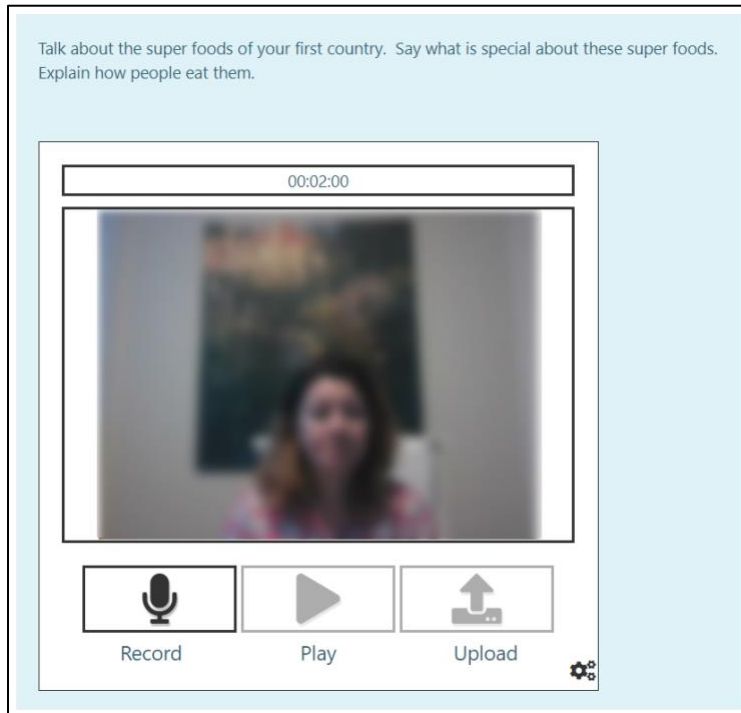 Talk about the super foods of your first country.  Say what is special about these super foods.
Explain how people eat them.
00:02:00
Record Play Upload